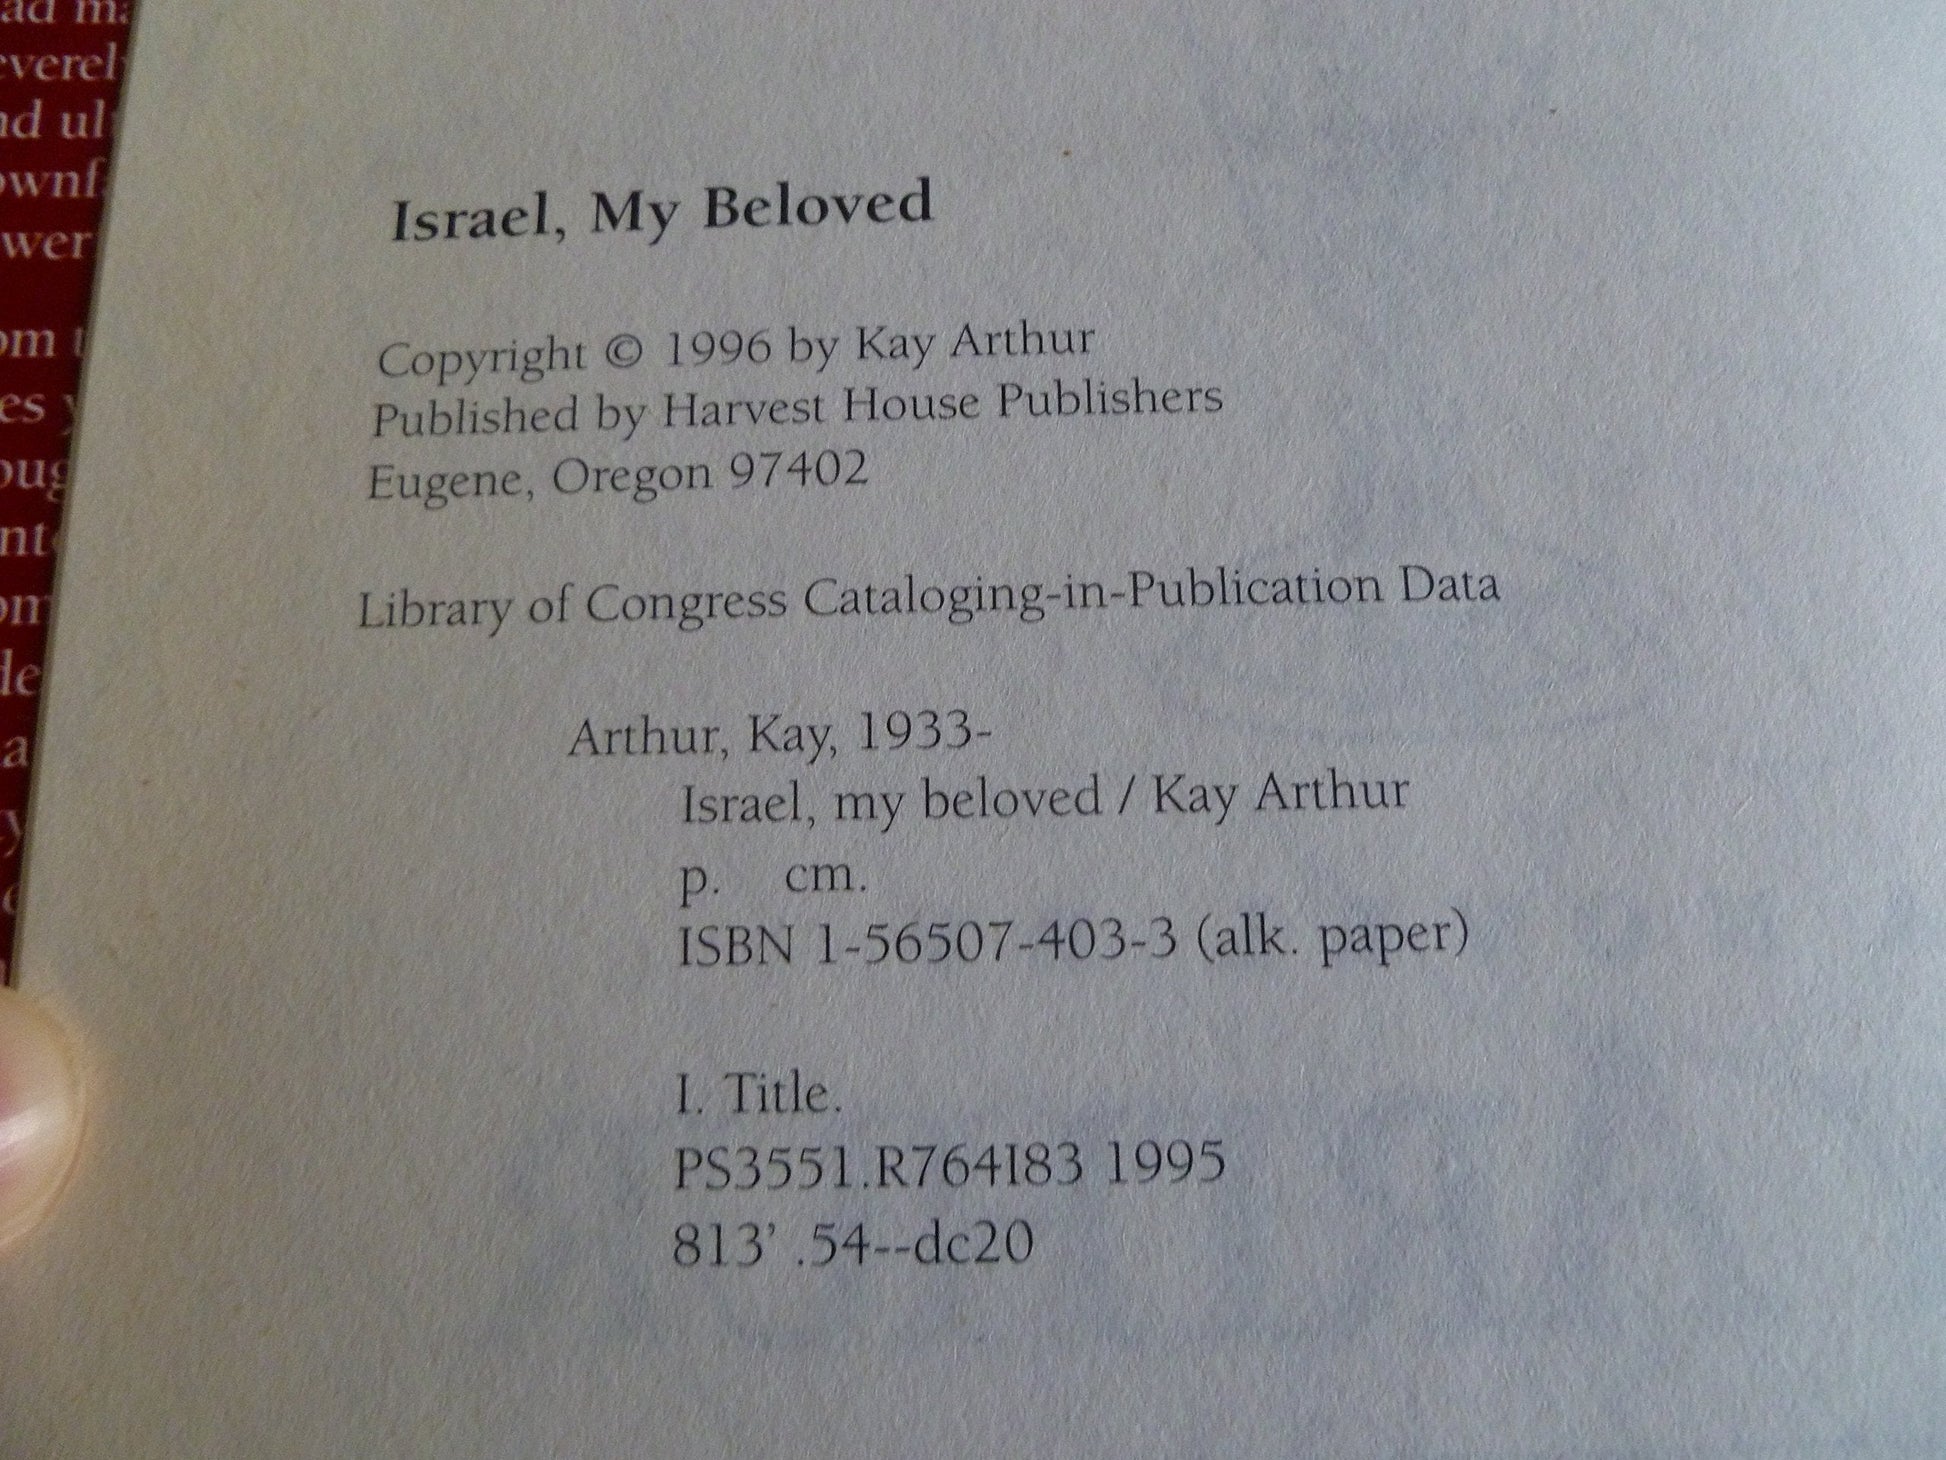 Israel, My Beloved
Copyright © 1996 by Kay Arthur
Published by Harvest House Publishers
Eugene, Oregon 97402
Library of Congress Cataloging-in-Publication Data
Arthur, Kay, 1933-
Israel, my beloved / Kay Arthur
p. cm.
ISBN 1-56507-403-3 (alk. paper)
I. Title.
PS3551.R764I83 1995
813' .54--dc20